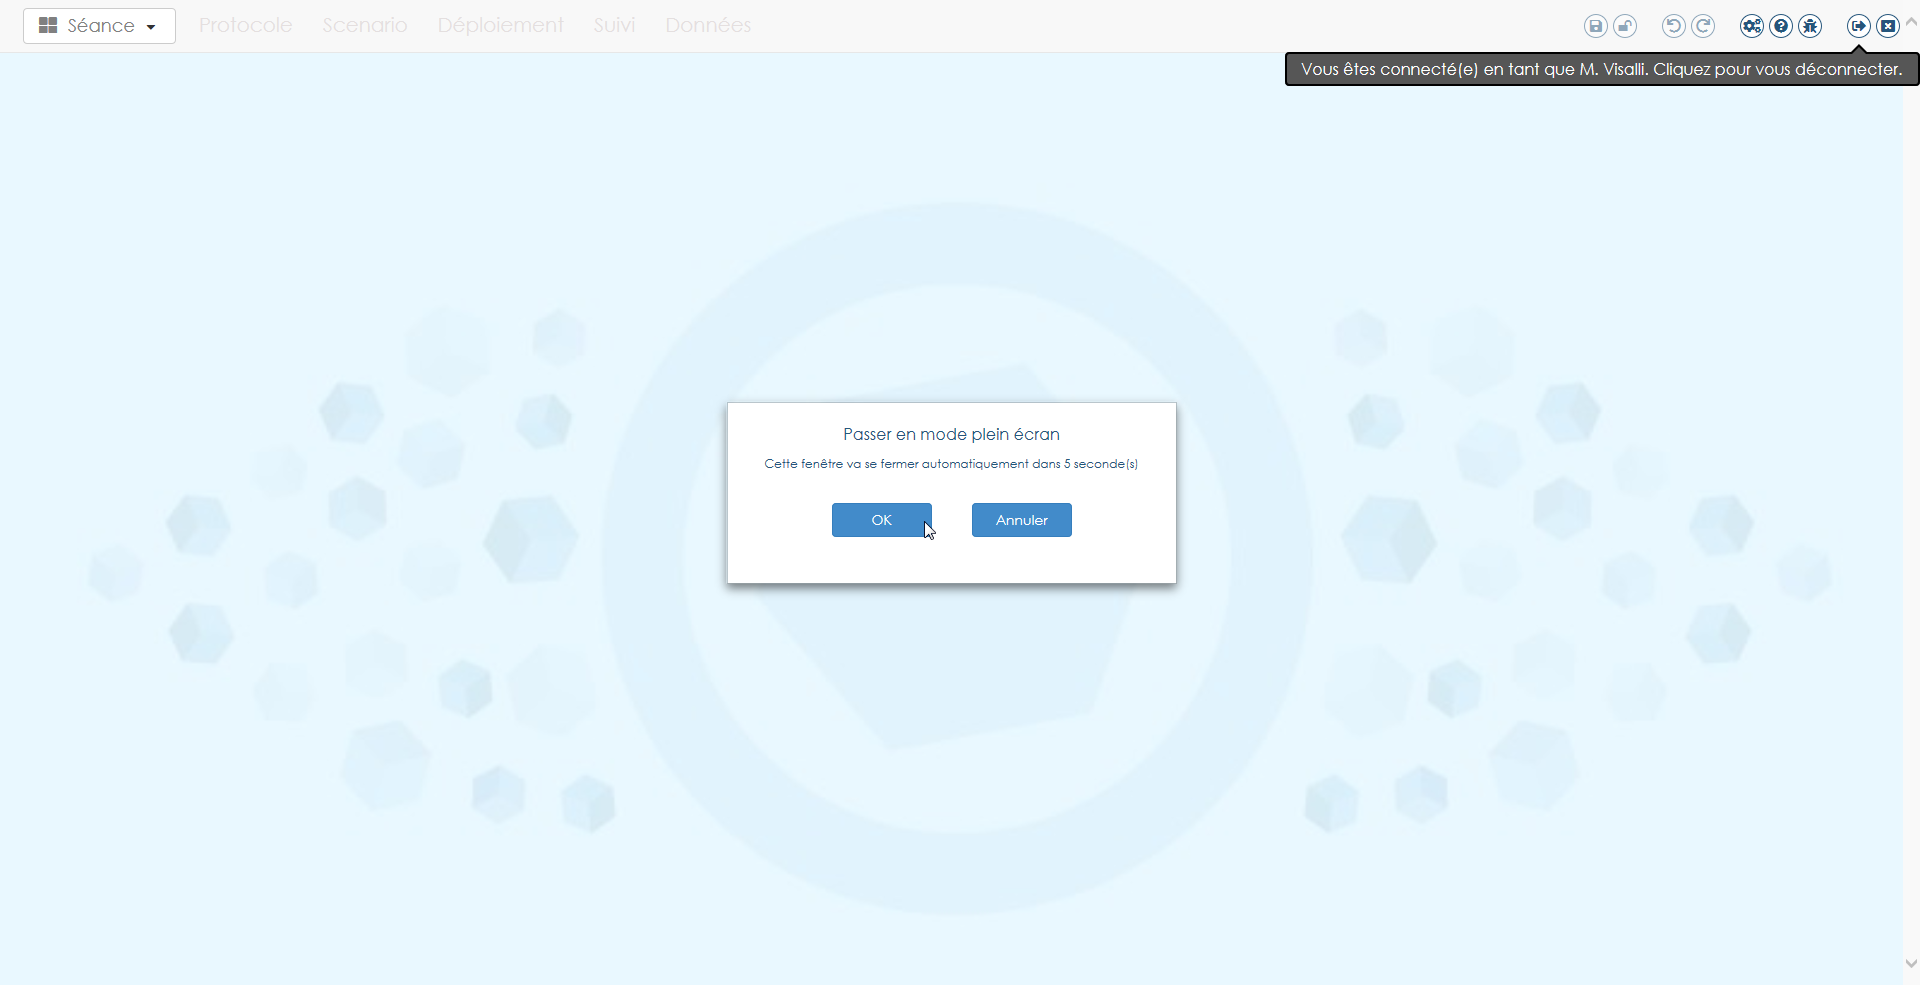 Séance Protocole Scenario Déploiement Suivi Données
Vous êtes connecté(e) en tant que M. Visalli. Cliquez pour vous déconnecter.
Passer en mode plein écran
Cette fenêtre va se fermer automatiquement dans 5 seconde(s)
OK Annuler